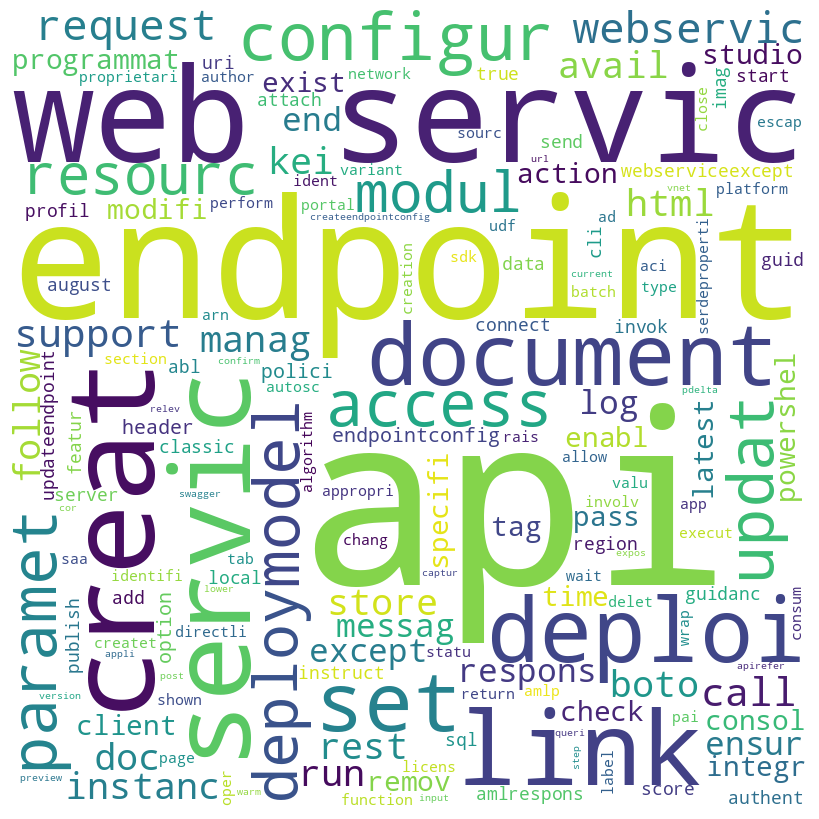 request
configur
webservic
programmat
uri
exist
network
true
avail
studio
proprietari
author
attach
imag
close
start
web servic
end
sourc
send
escap
url
resourc
kei
variant
ident
modul
action
webserviceexcept
vnet
platform
profil
modifi
perform
portal
createendpointconfig
udf
cli
ad
html
endpoint
creation
sdk
data
current
batch
aci
type
serdeproperti
guid
august
arn
support
manag
connect
invok
document
section
confirm
abl
polici
autosc
pdelta
follow
updateendpoint
featur
creat
relev
header
classic
servic
deploymodel
algorithm
access
log
endpointconfig
rais
enabl
latest
updat
powershel
server
swagger
appropri
allow
valu
involv
app
api
specifi
tag
pass
region
execut
expos
chang
captur
cor
saa
tab
local
identifi
lower
wait
paramet
publish
add
option
directli
createt
appli
store
time
delet
guidanc
wrap
consum
messag
deploi
statu
except
respons
apirefer
post
instruct
return
amlp
boto
call
version
shown
client
set
check
pai
consol
link
queri
step
label
ensur
integr
doc
page
rest
sql
run
remov
licens
amlrespons
score
authent
preview
instanc
oper
warm
function
input